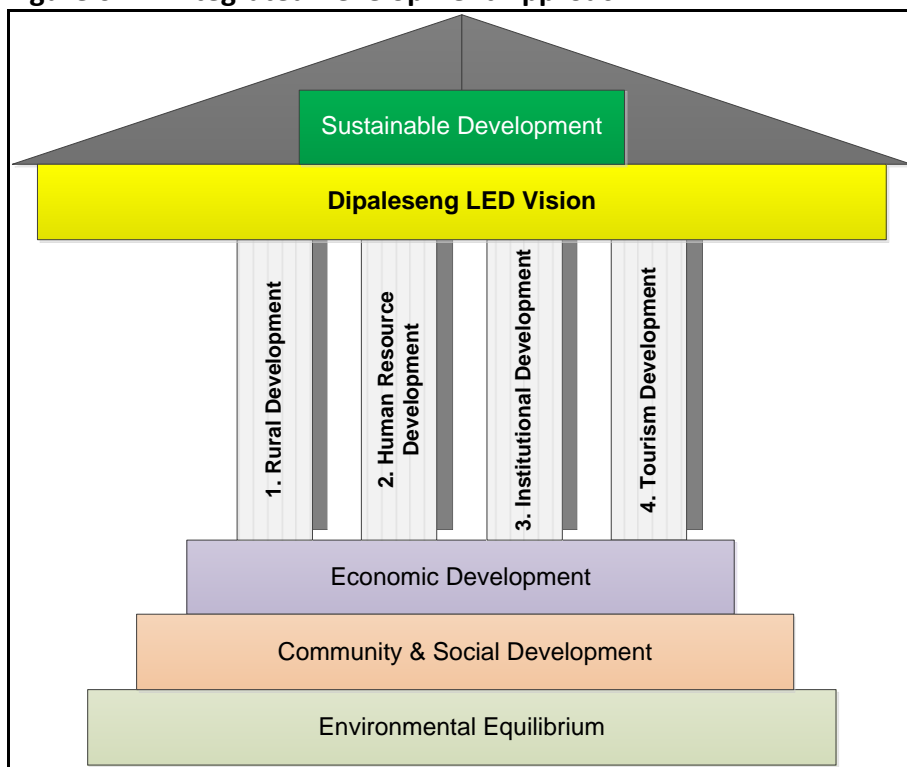 Sustainable Development
Dipaleseng LED Vision
1. Rural Development
2. Human Resource
Development
3. Institutional Development
4. Tourism Development
Economic Development
Community & Social Development
Environmental Equilibrium